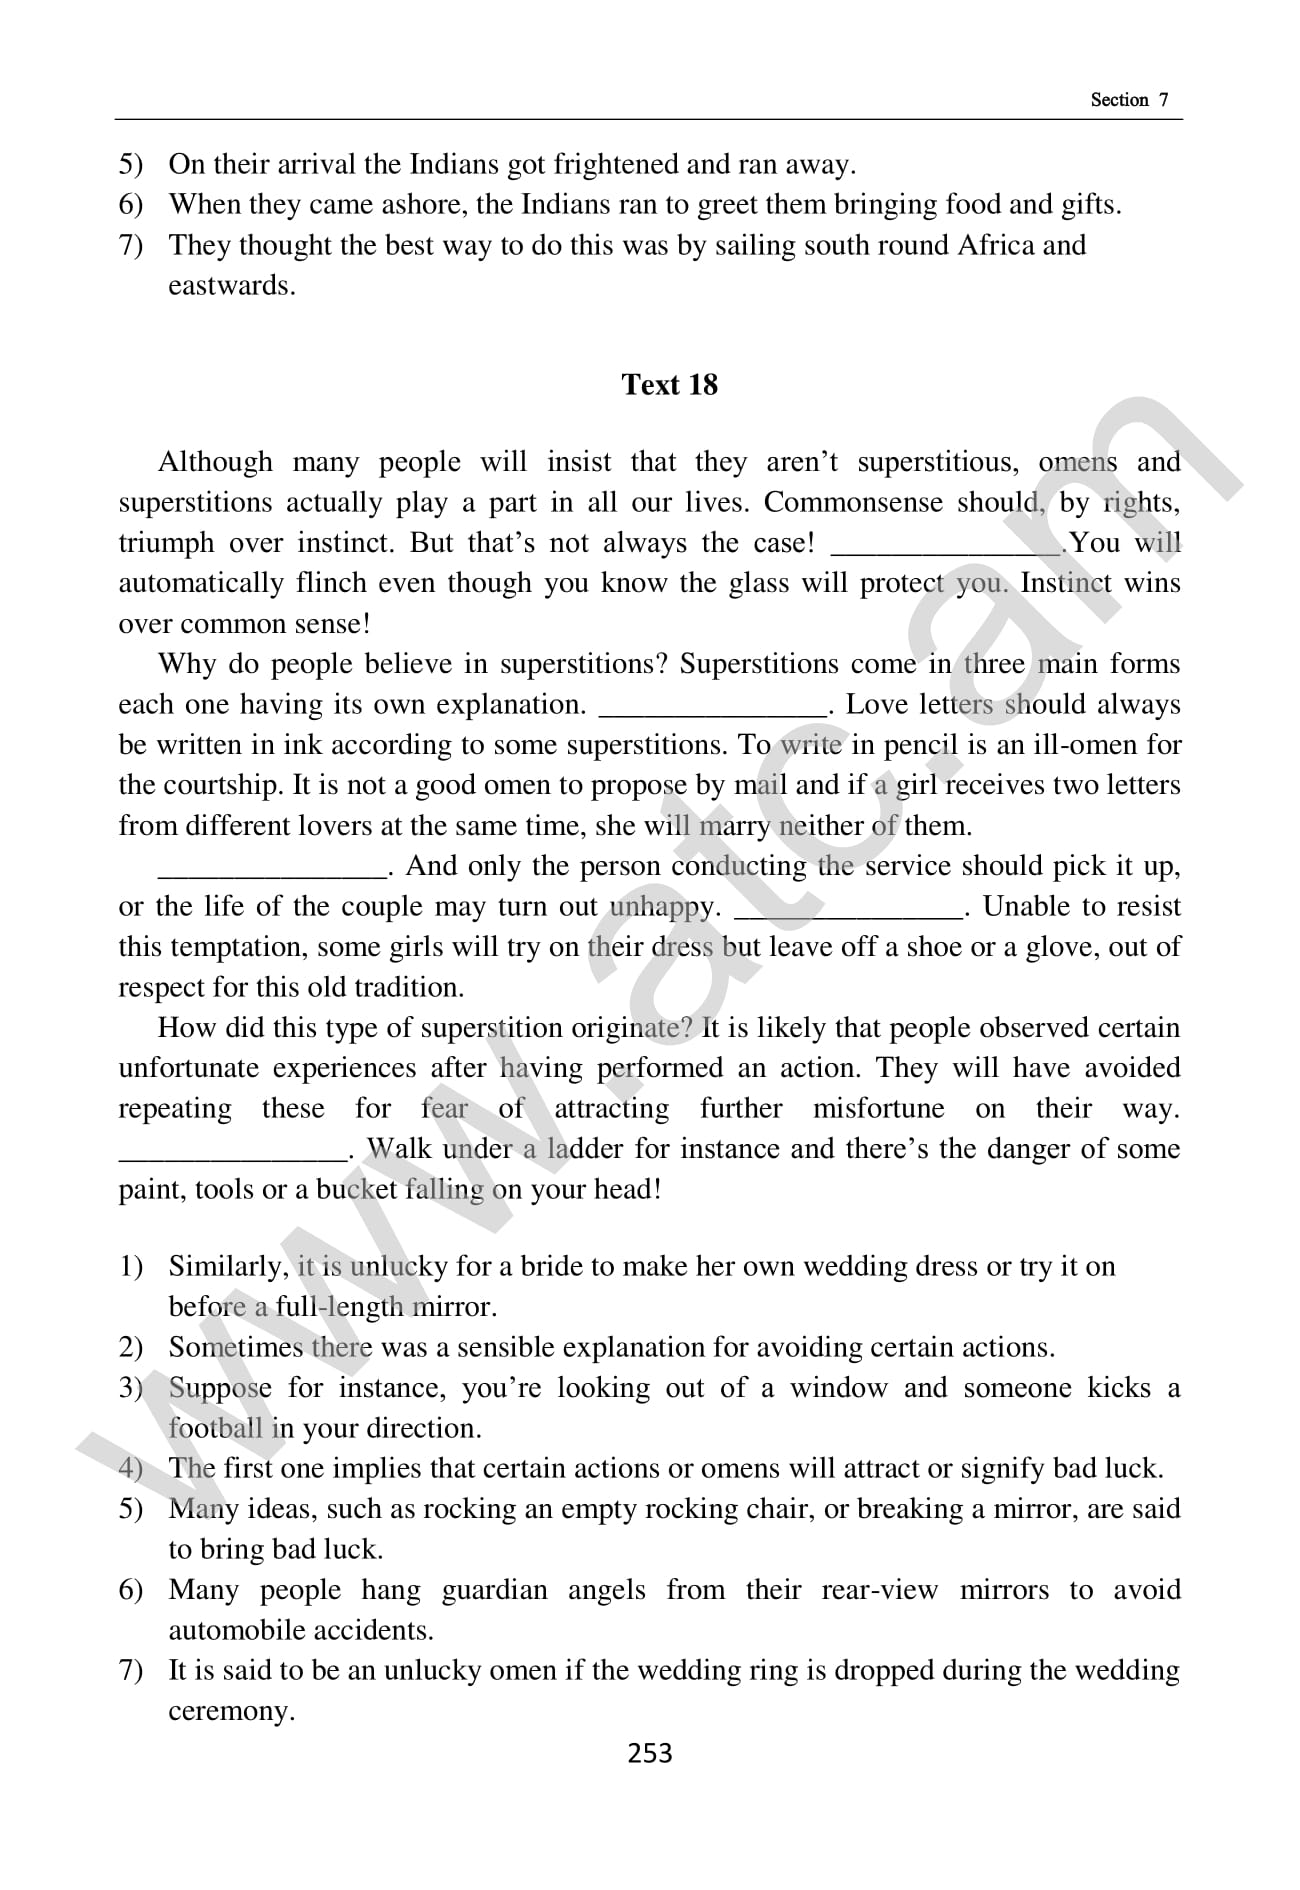 Section 7
5) On their arrival the Indians got frightened and ran away.
6) When they came ashore, the Indians ran to greet them bringing food and gifts.
7) They thought the best way to do this was by sailing south round Africa and
eastwards.
Text 18
Although many people will insist that they aren’t superstitious, omens and
superstitions actually play a part in all our lives. Commonsense should, by rights,
triumph over instinct. But that’s not always the case! _______________.You will
automatically flinch even though you know the glass will protect you. Instinct wins
over common sense!
Why do people believe in superstitions? Superstitions come in three main forms
each one having its own explanation. _______________. Love letters should always
be written in ink according to some superstitions. To write in pencil is an ill-omen for
the courtship. It is not a good omen to propose by mail and if a girl receives two letters
from different lovers at the same time, she will marry neither of them.
_______________. And only the person conducting the service should pick it up,
or the life of the couple may turn out unhappy. _______________. Unable to resist
this temptation, some girls will try on their dress but leave off a shoe or a glove, out of
respect for this old tradition.
How did this type of superstition originate? It is likely that people observed certain
unfortunate experiences after having performed an action. They will have avoided
repeating these for fear of attracting further misfortune on their way.
_______________. Walk under a ladder for instance and there’s the danger of some
paint, tools or a bucket falling on your head!
1) Similarly, it is unlucky for a bride to make her own wedding dress or try it on
before a full-length mirror.
2) Sometimes there was a sensible explanation for avoiding certain actions.
3) Suppose for instance, you’re looking out of a window and someone kicks a
football in your direction.
4) The first one implies that certain actions or omens will attract or signify bad luck.
5) Many ideas, such as rocking an empty rocking chair, or breaking a mirror, are said
to bring bad luck.
6) Many people hang guardian angels from their rear-view mirrors to avoid
automobile accidents.
7) It is said to be an unlucky omen if the wedding ring is dropped during the wedding
ceremony.
253
www.atc.am